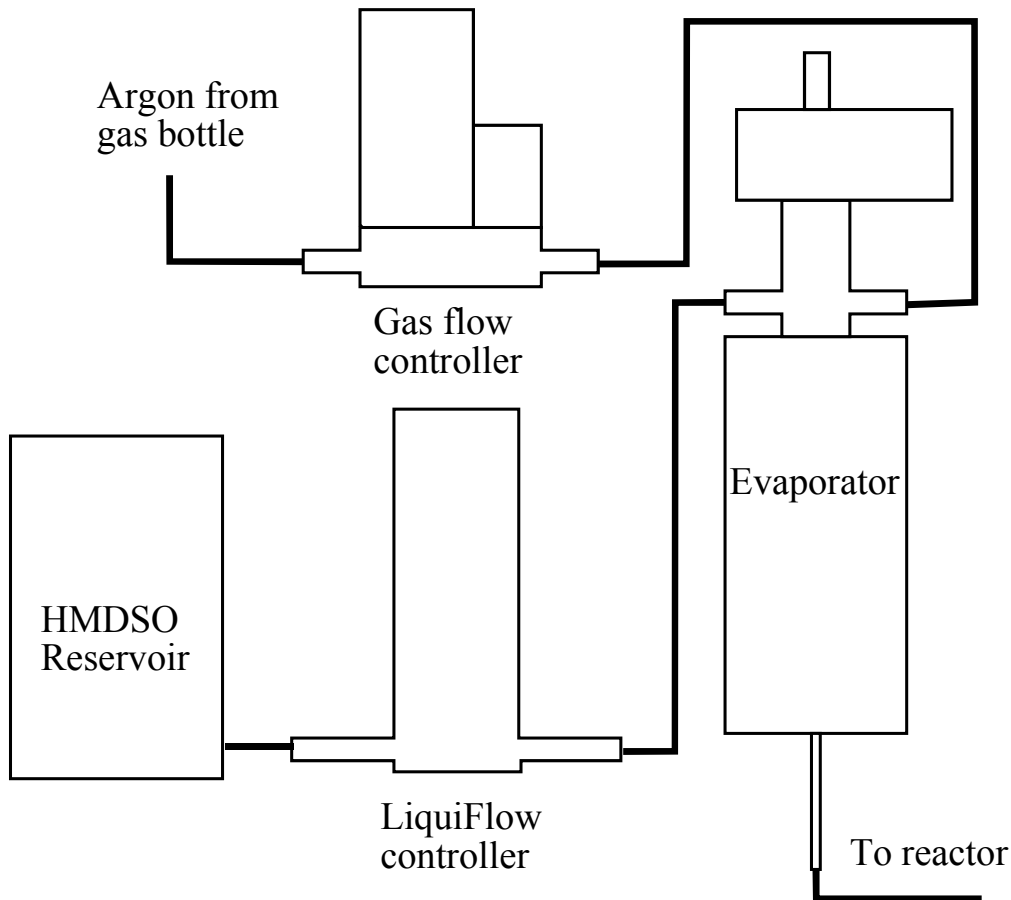 Argon from
gas bottle
Gas flow
controller
Evaporator
HMDSO
Reservoir
LiquiFlow
controller
To reactor